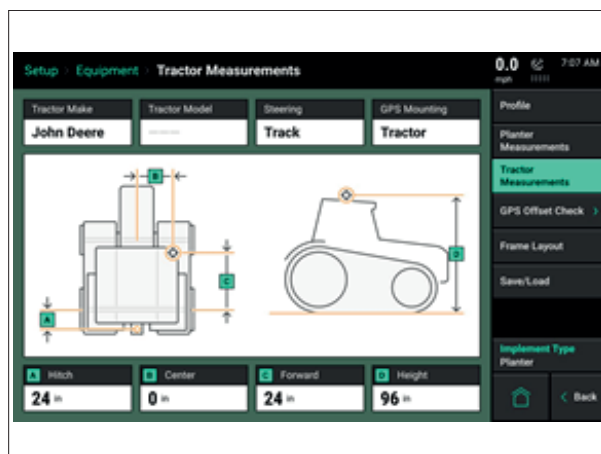 Setup Equipment Tractor Measurements
0.0 7:07 AM
mph
Tractor Make Tractor Model Steering GPS Mounting
John Deere ------ Track Tractor
Profile
Planter
Measurements
Tractor
Measurements
GPS Offset Check >
Frame Layout
Save/Load
B
C
D
A
A Hitch B Center C Forward D Height
24 in 0 in 24 in 96 in
Implement Type
Planter
< Back